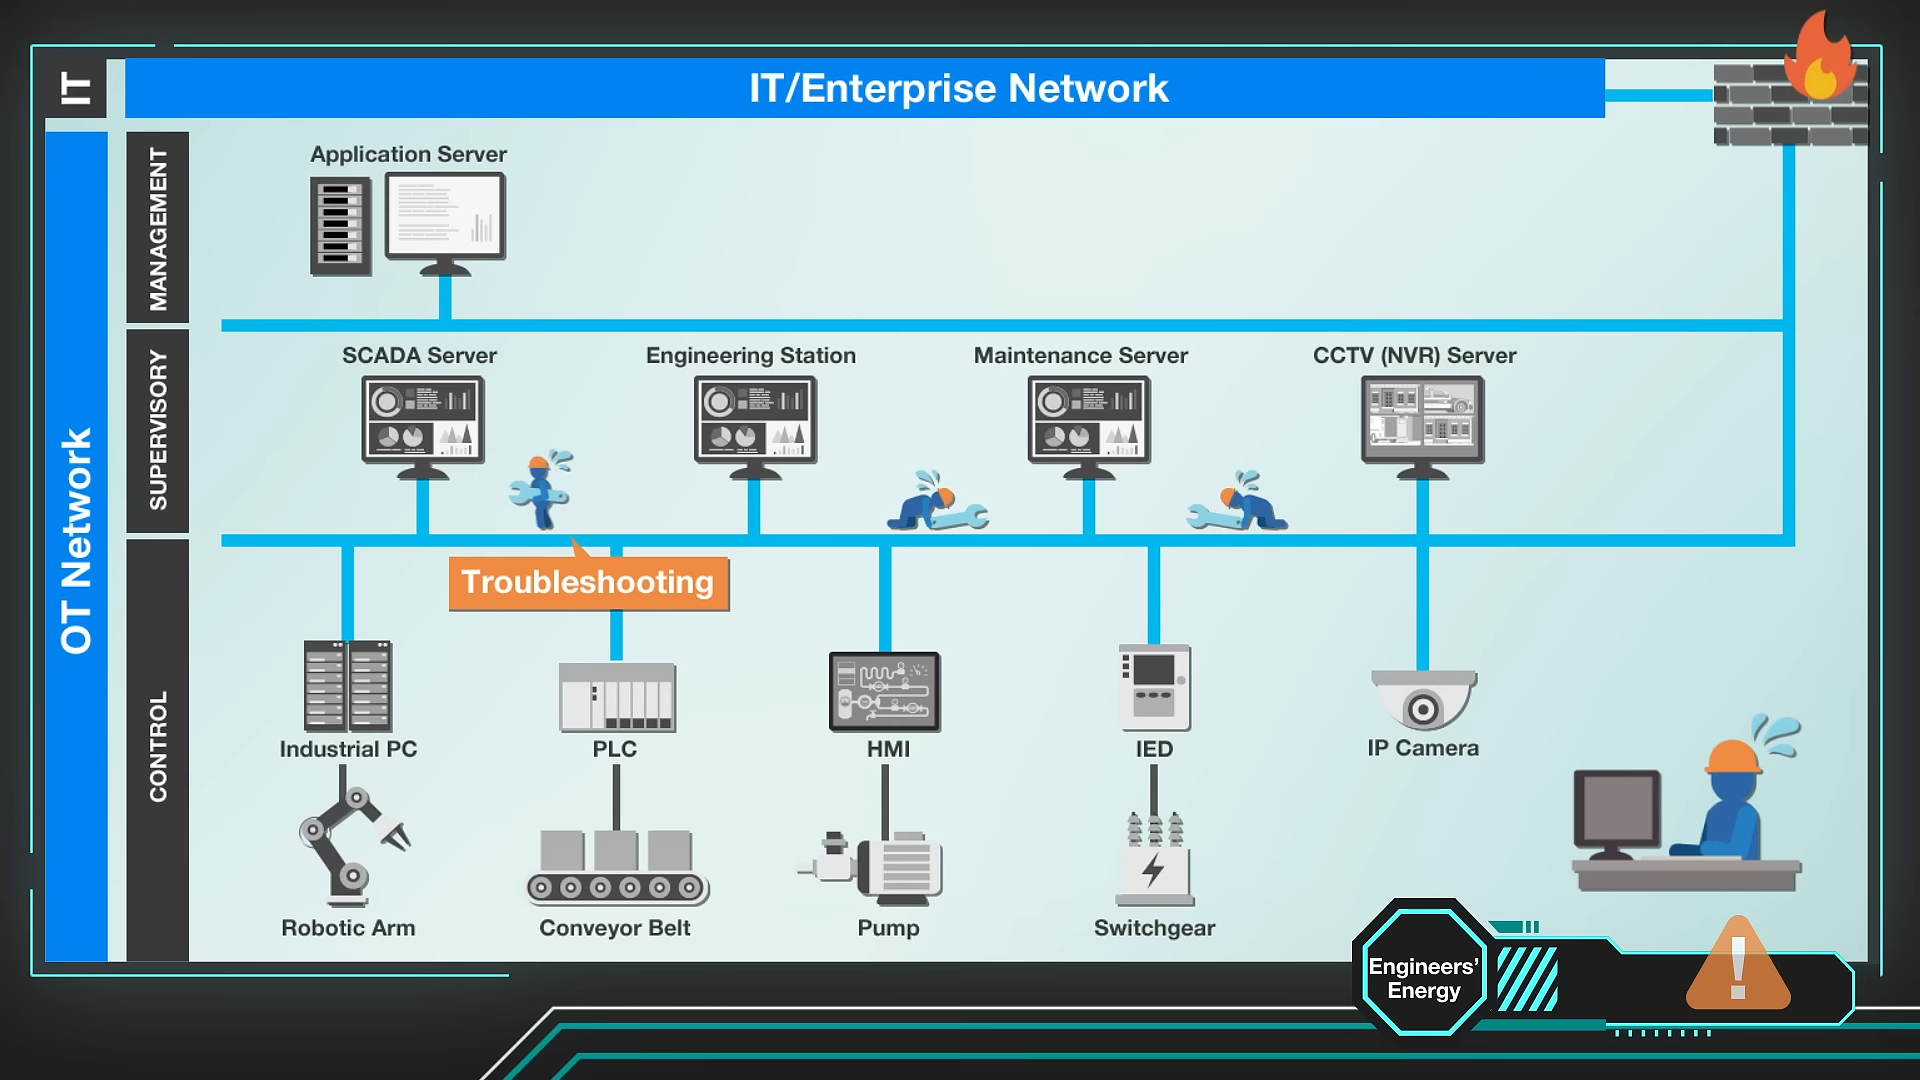 IT
IT/Enterprise Network
OT Network
MANAGEMENT
Application Server
SUPERVISORY
SCADA Server
Engineering Station
Maintenance Server
CCTV (NVR) Server
Troubleshooting
CONTROL
Industrial PC
PLC
HMI
IED
IP Camera
Robotic Arm
Conveyor Belt
Pump
Switchgear
Engineers'
Energy